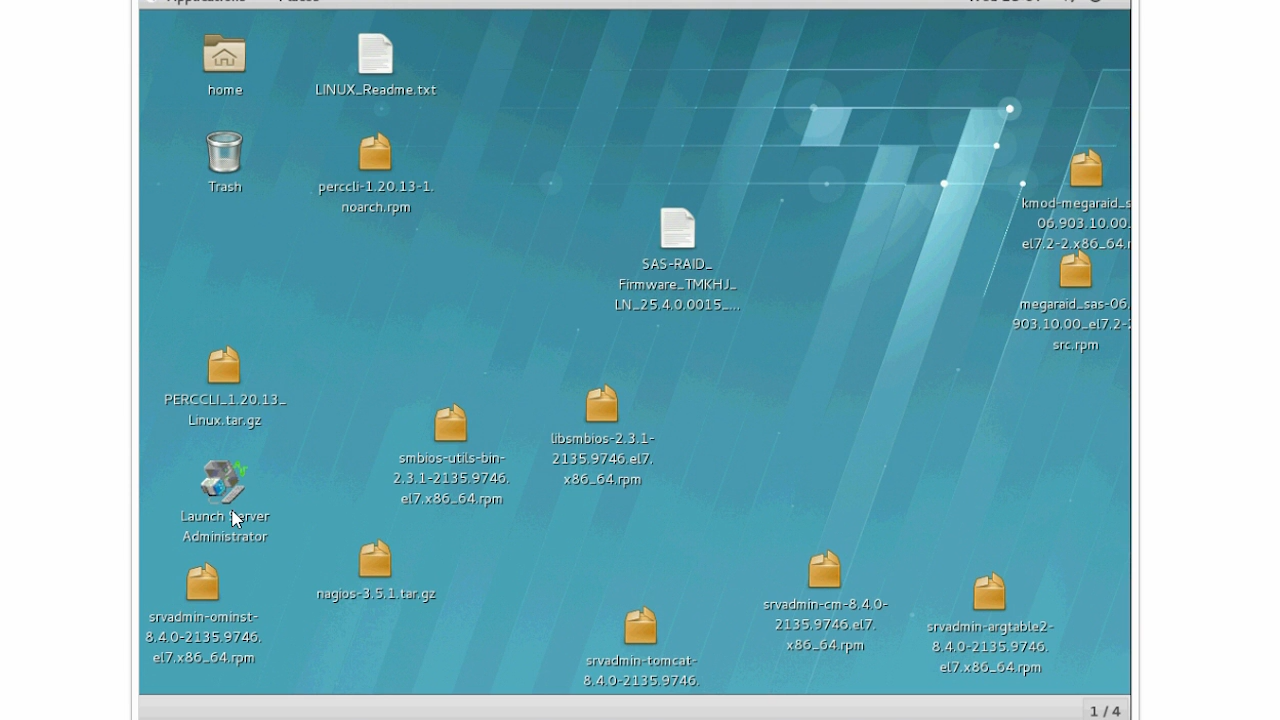 home
LINUX_Readme.txt
Trash
perccli-1.20.13-1.
noarch.rpm
kmod-megaraid_s
06.903.10.00_
el7.2-2.x86_64.r
SAS-RAID_
Firmware_TMKHJ_
LN_25.4.0.0015_...
megaraid_sas-06.
903.10.00_el7.2-2
src.rpm
PERCCLI_1.20.13_
Linux.tar.gz
smbios-utils-bin-
2.3.1-2135.9746.
el7.x86_64.rpm
libsmbios-2.3.1-
2135.9746.el7.
x86_64.rpm
Launch Server
Administrator
nagios-3.5.1.tar.gz
srvadmin-ominst-
8.4.0-2135.9746.
el7.x86_64.rpm
srvadmin-tomcat-
8.4.0-2135.9746.
srvadmin-cm-8.4.0-
2135.9746.el7.
x86_64.rpm
srvadmin-argtable2-
8.4.0-2135.9746.
el7.x86_64.rpm
1 / 4